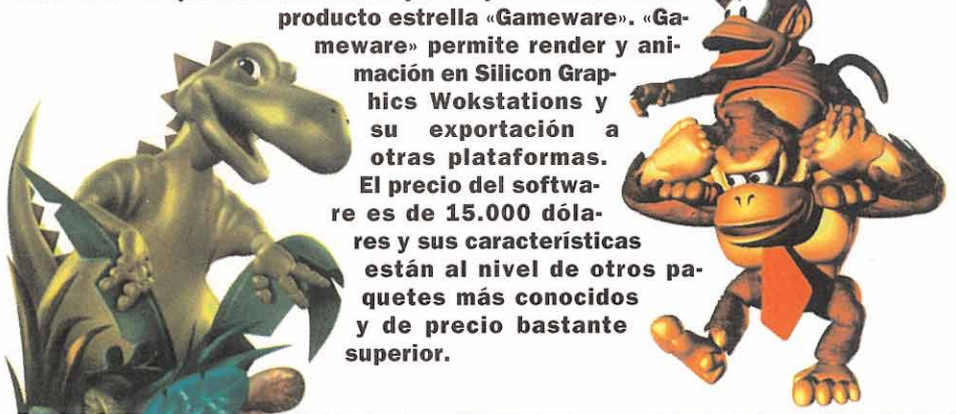 producto estrella «Gameware». «Ga-
meware» permite render y ani-
mación en Silicon Grap-
hics Wokstations y
su exportación a
otras plataformas.
El precio del softwa-
re es de 15.000 dóla-
res y sus características
están al nivel de otros pa-
quetes más conocidos
y de precio bastante
superior.